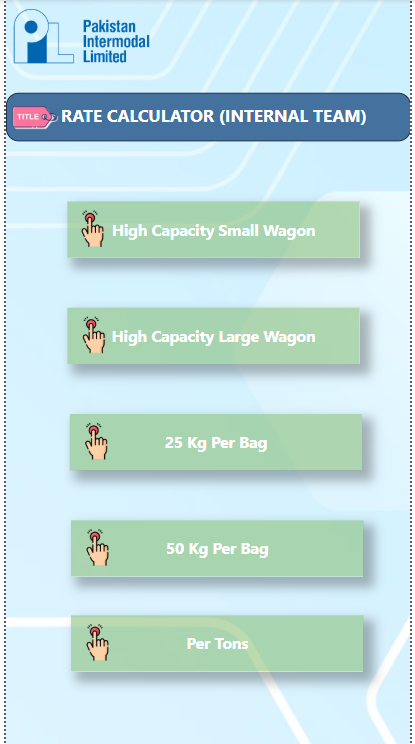 Pakistan
Intermodal
Limited
PIL
TITLE
RATE CALCULATOR (INTERNAL TEAM)
High Capacity Small Wagon
High Capacity Large Wagon
25 Kg Per Bag
50 Kg Per Bag
Per Tons